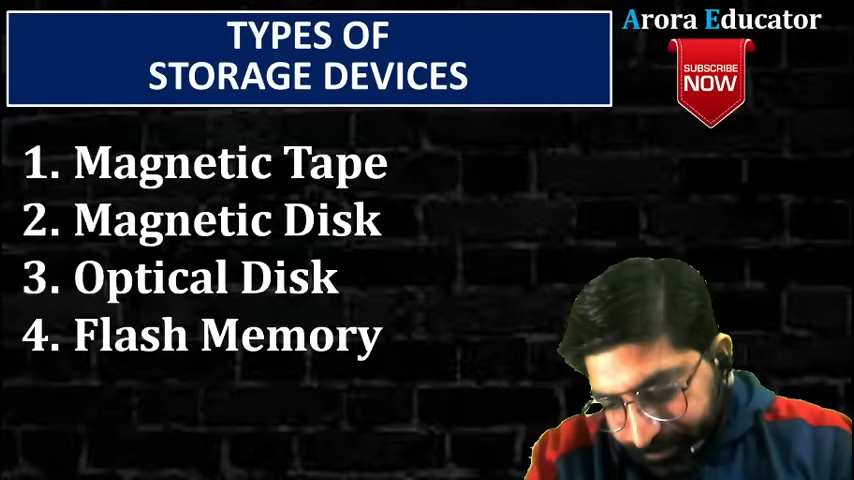 TYPES OF
STORAGE DEVICES
Arora Educator
SUBSCRIBE
NOW
1. Magnetic Tape
2. Magnetic Disk
3. Optical Disk
4. Flash Memory